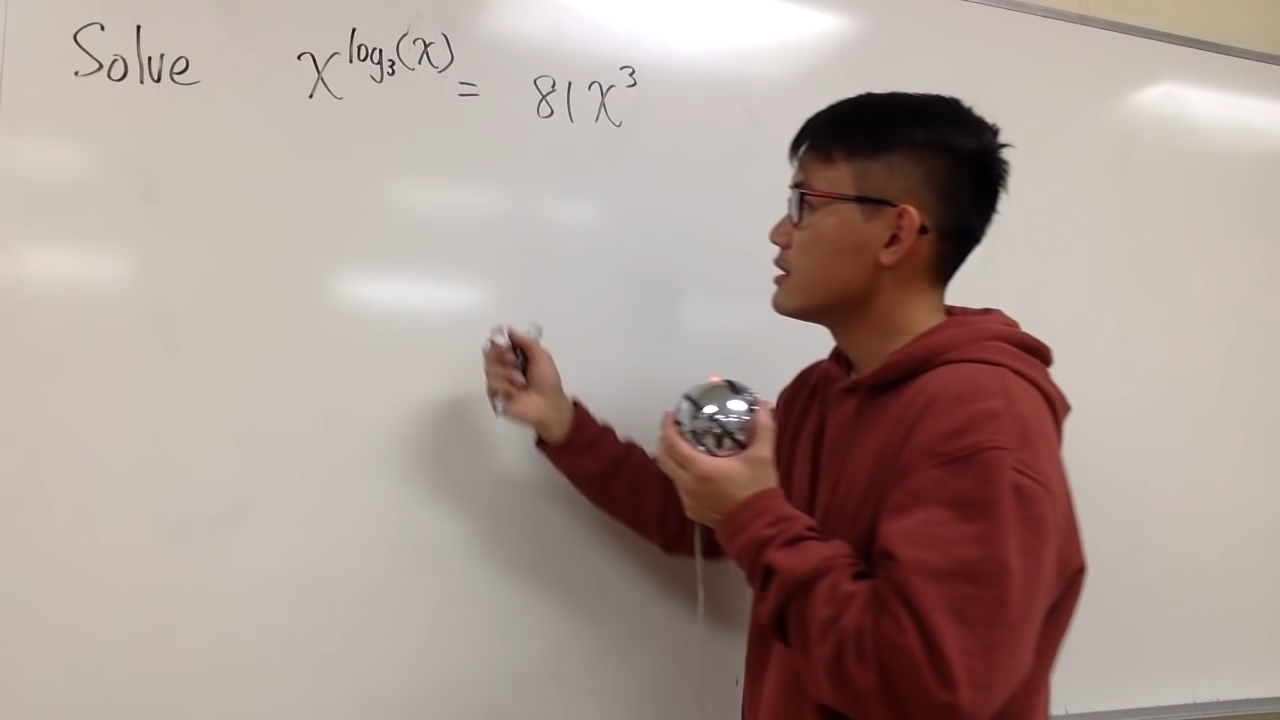 Solve x^{log_3(x)} = 81x^3